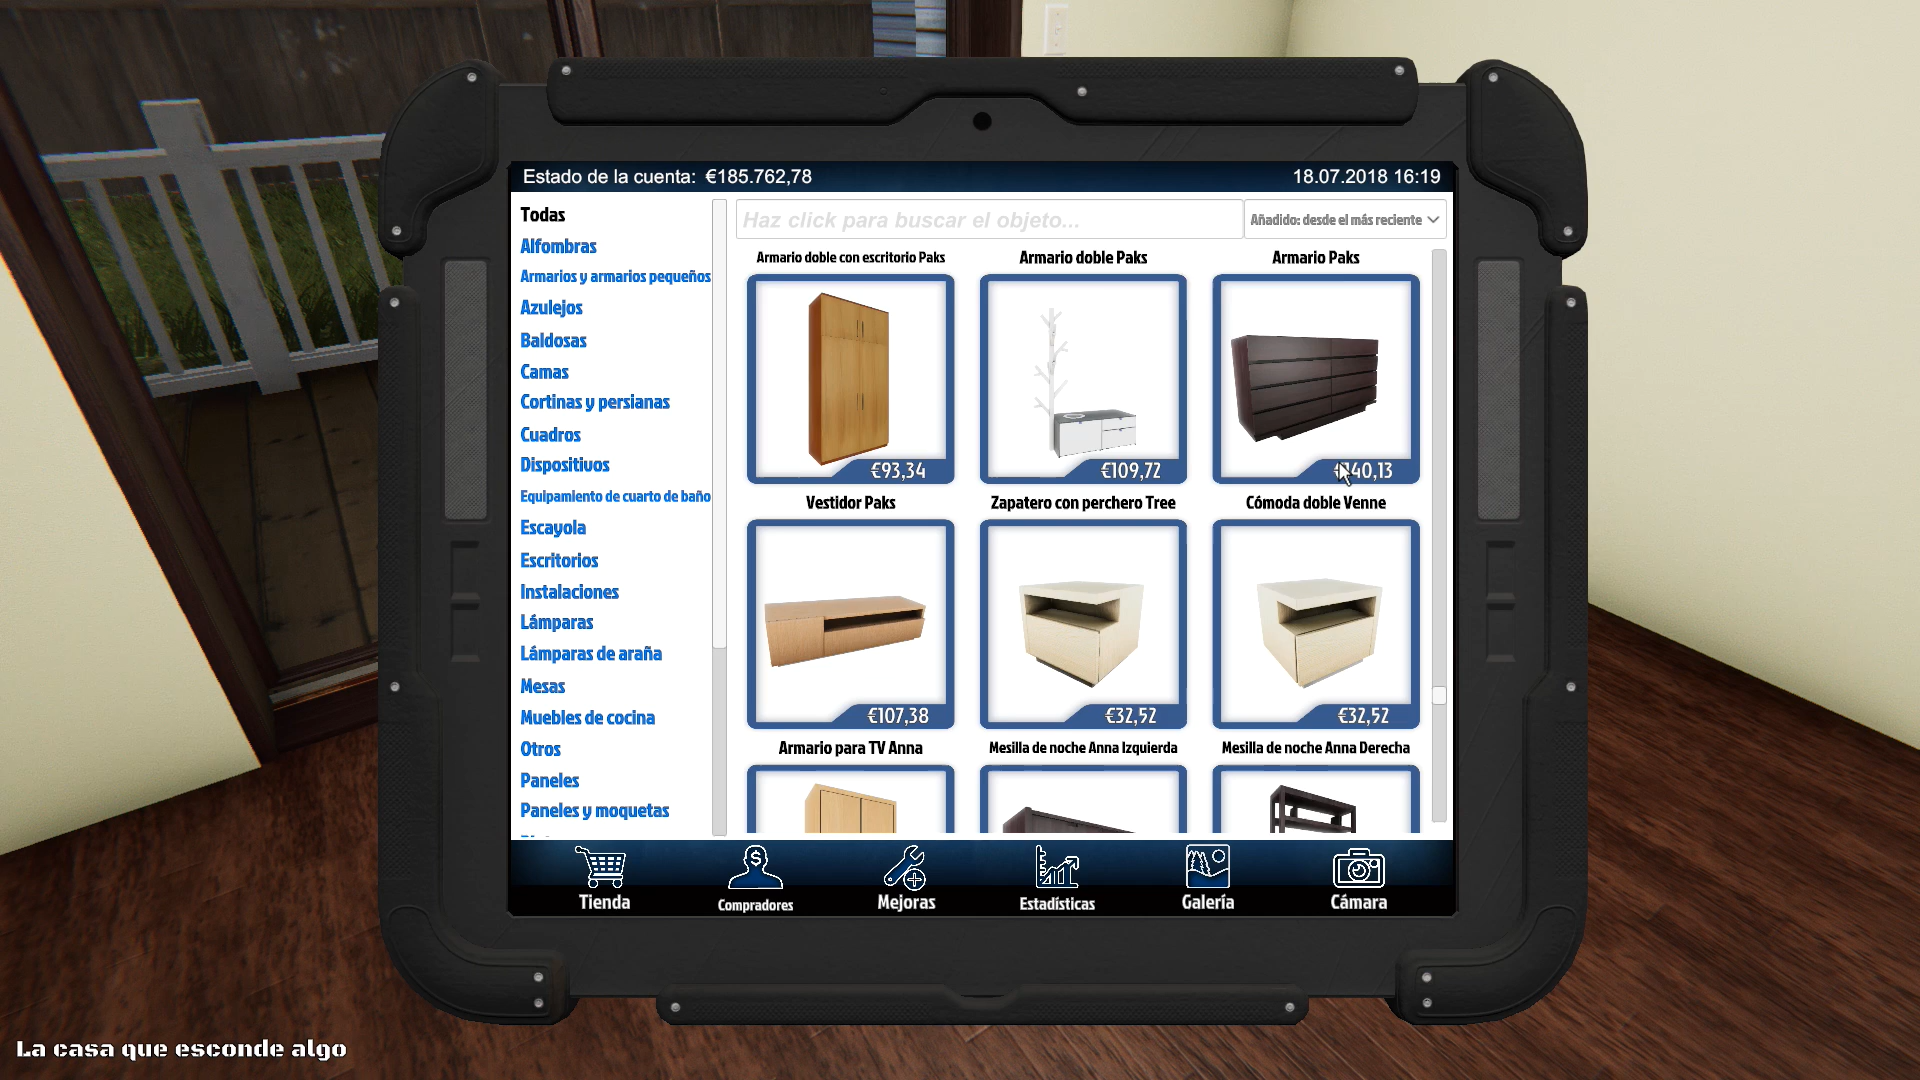 Estado de la cuenta: €185.762,78
18.07.2018 16:19
Todas
Alfombras
Armarios y armarios pequeños
Azulejos
Baldosas
Camas
Cortinas y persianas
Cuadros
Dispositivos
Equipamiento de cuarto de baño
Escayola
Escritorios
Instalaciones
Lámparas
Lámparas de araña
Mesas
Muebles de cocina
Otros
Paneles
Paneles y moquetas
Haz click para buscar el objeto...
Añadido: desde el más reciente
Armario doble con escritorio Paks
Armario doble Paks
Armario Paks
€93,34
€109,72
Vestidor Paks
Zapatero con perchero Tree
Cómoda doble Venne
€107,38
€32,52
€32,52
Armario para TV Anna
Mesilla de noche Anna Izquierda
Mesilla de noche Anna Derecha
Tienda
Compradores
Mejoras
Estadísticas
Galería
Cámara
La casa que esconde algo